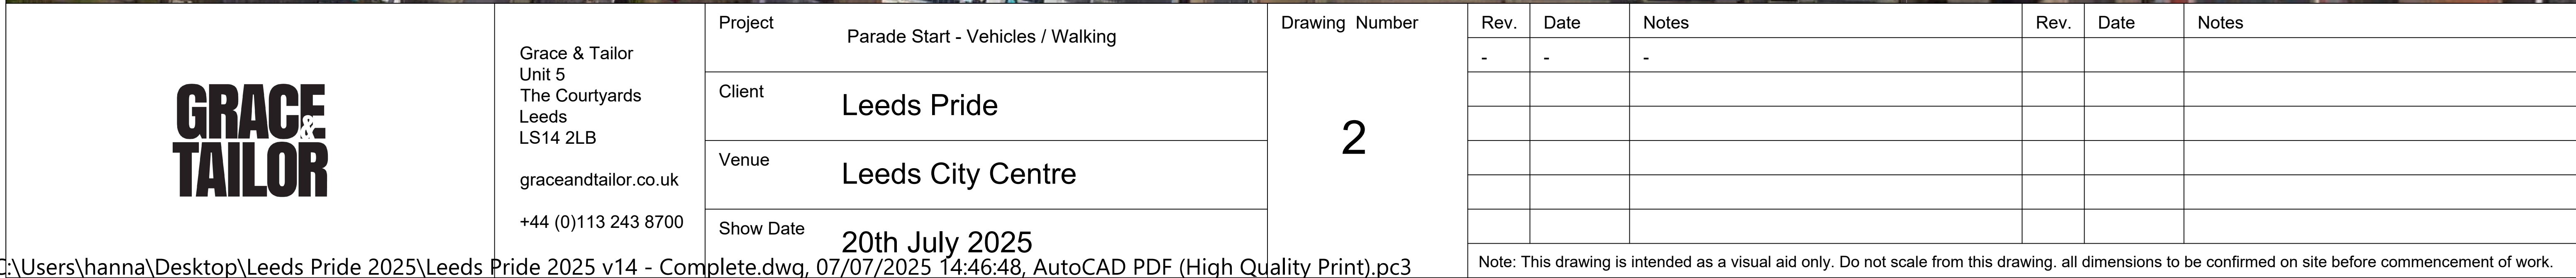 GRACE
&
TAILOR
Grace & Tailor
Unit 5
The Courtyards
Leeds
LS14 2LB
graceandtailor.co.uk
+44 (0)113 243 8700
Project
Parade Start - Vehicles / Walking
Client
Leeds Pride
Venue
Leeds City Centre
Show Date
20th July 2025
Drawing Number
2
Rev. Date Notes Rev. Date Notes
- - -
Note: This drawing is intended as a visual aid only. Do not scale from this drawing. all dimensions to be confirmed on site before commencement of work.
C:\Users\hanna\Desktop\Leeds Pride 2025\Leeds Pride 2025 v14 - Complete.dwg, 07/07/2025 14:46:48, AutoCAD PDF (High Quality Print).pc3